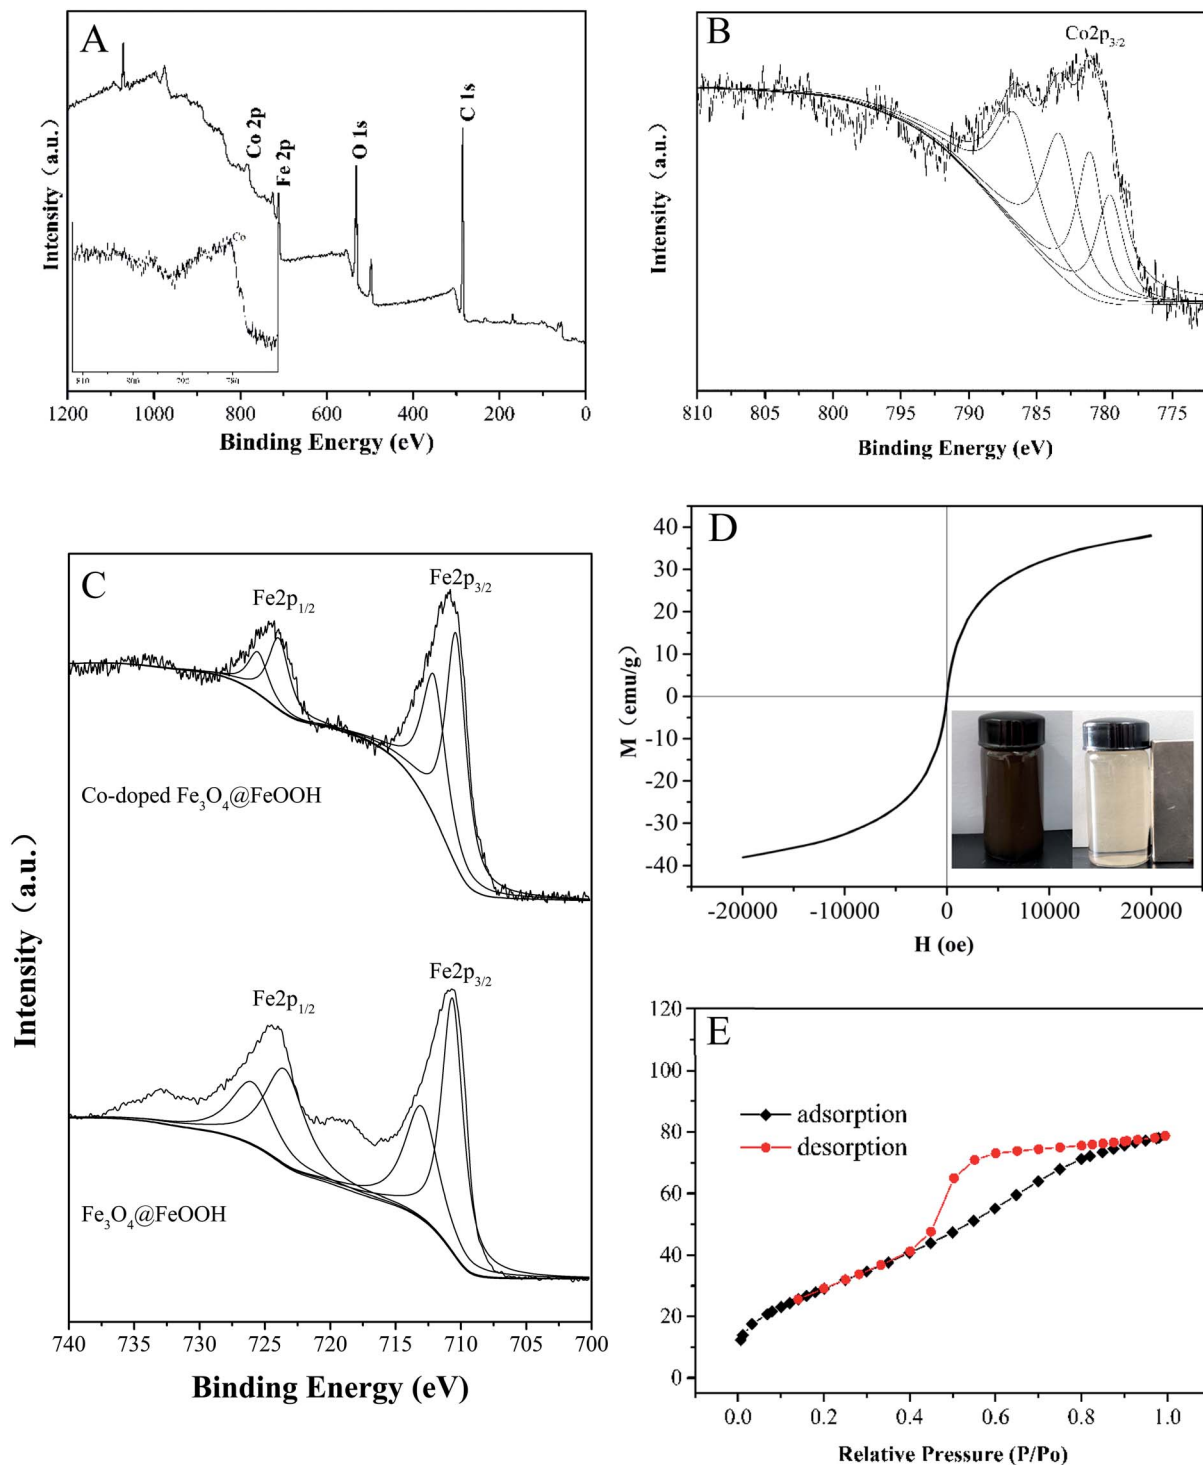 A
Co 2p
Fe 2p
O 1s
C 1s
Intensity (a.u.)
Co
810
800
792
780
1200
1000
800
600
400
200
0
Binding Energy (eV)
B
Co2p3/2
Intensity (a.u.)
810
805
800
795
790
785
780
775
Binding Energy (eV)
C
Fe2p1/2
Fe2p3/2
Co-doped Fe3O4@FeOOH
Fe2p1/2
Fe2p3/2
Fe3O4@FeOOH
Intensity (a.u.)
740
735
730
725
720
715
710
705
700
Binding Energy (eV)
D
40
30
20
10
0
-10
-20
-30
-40
M (emu/g)
-20000
-10000
0
10000
20000
H (oe)
E
120
100
80
60
40
20
0
adsorption
desorption
0.0
0.2
0.4
0.6
0.8
1.0
Relative Pressure (P/Po)